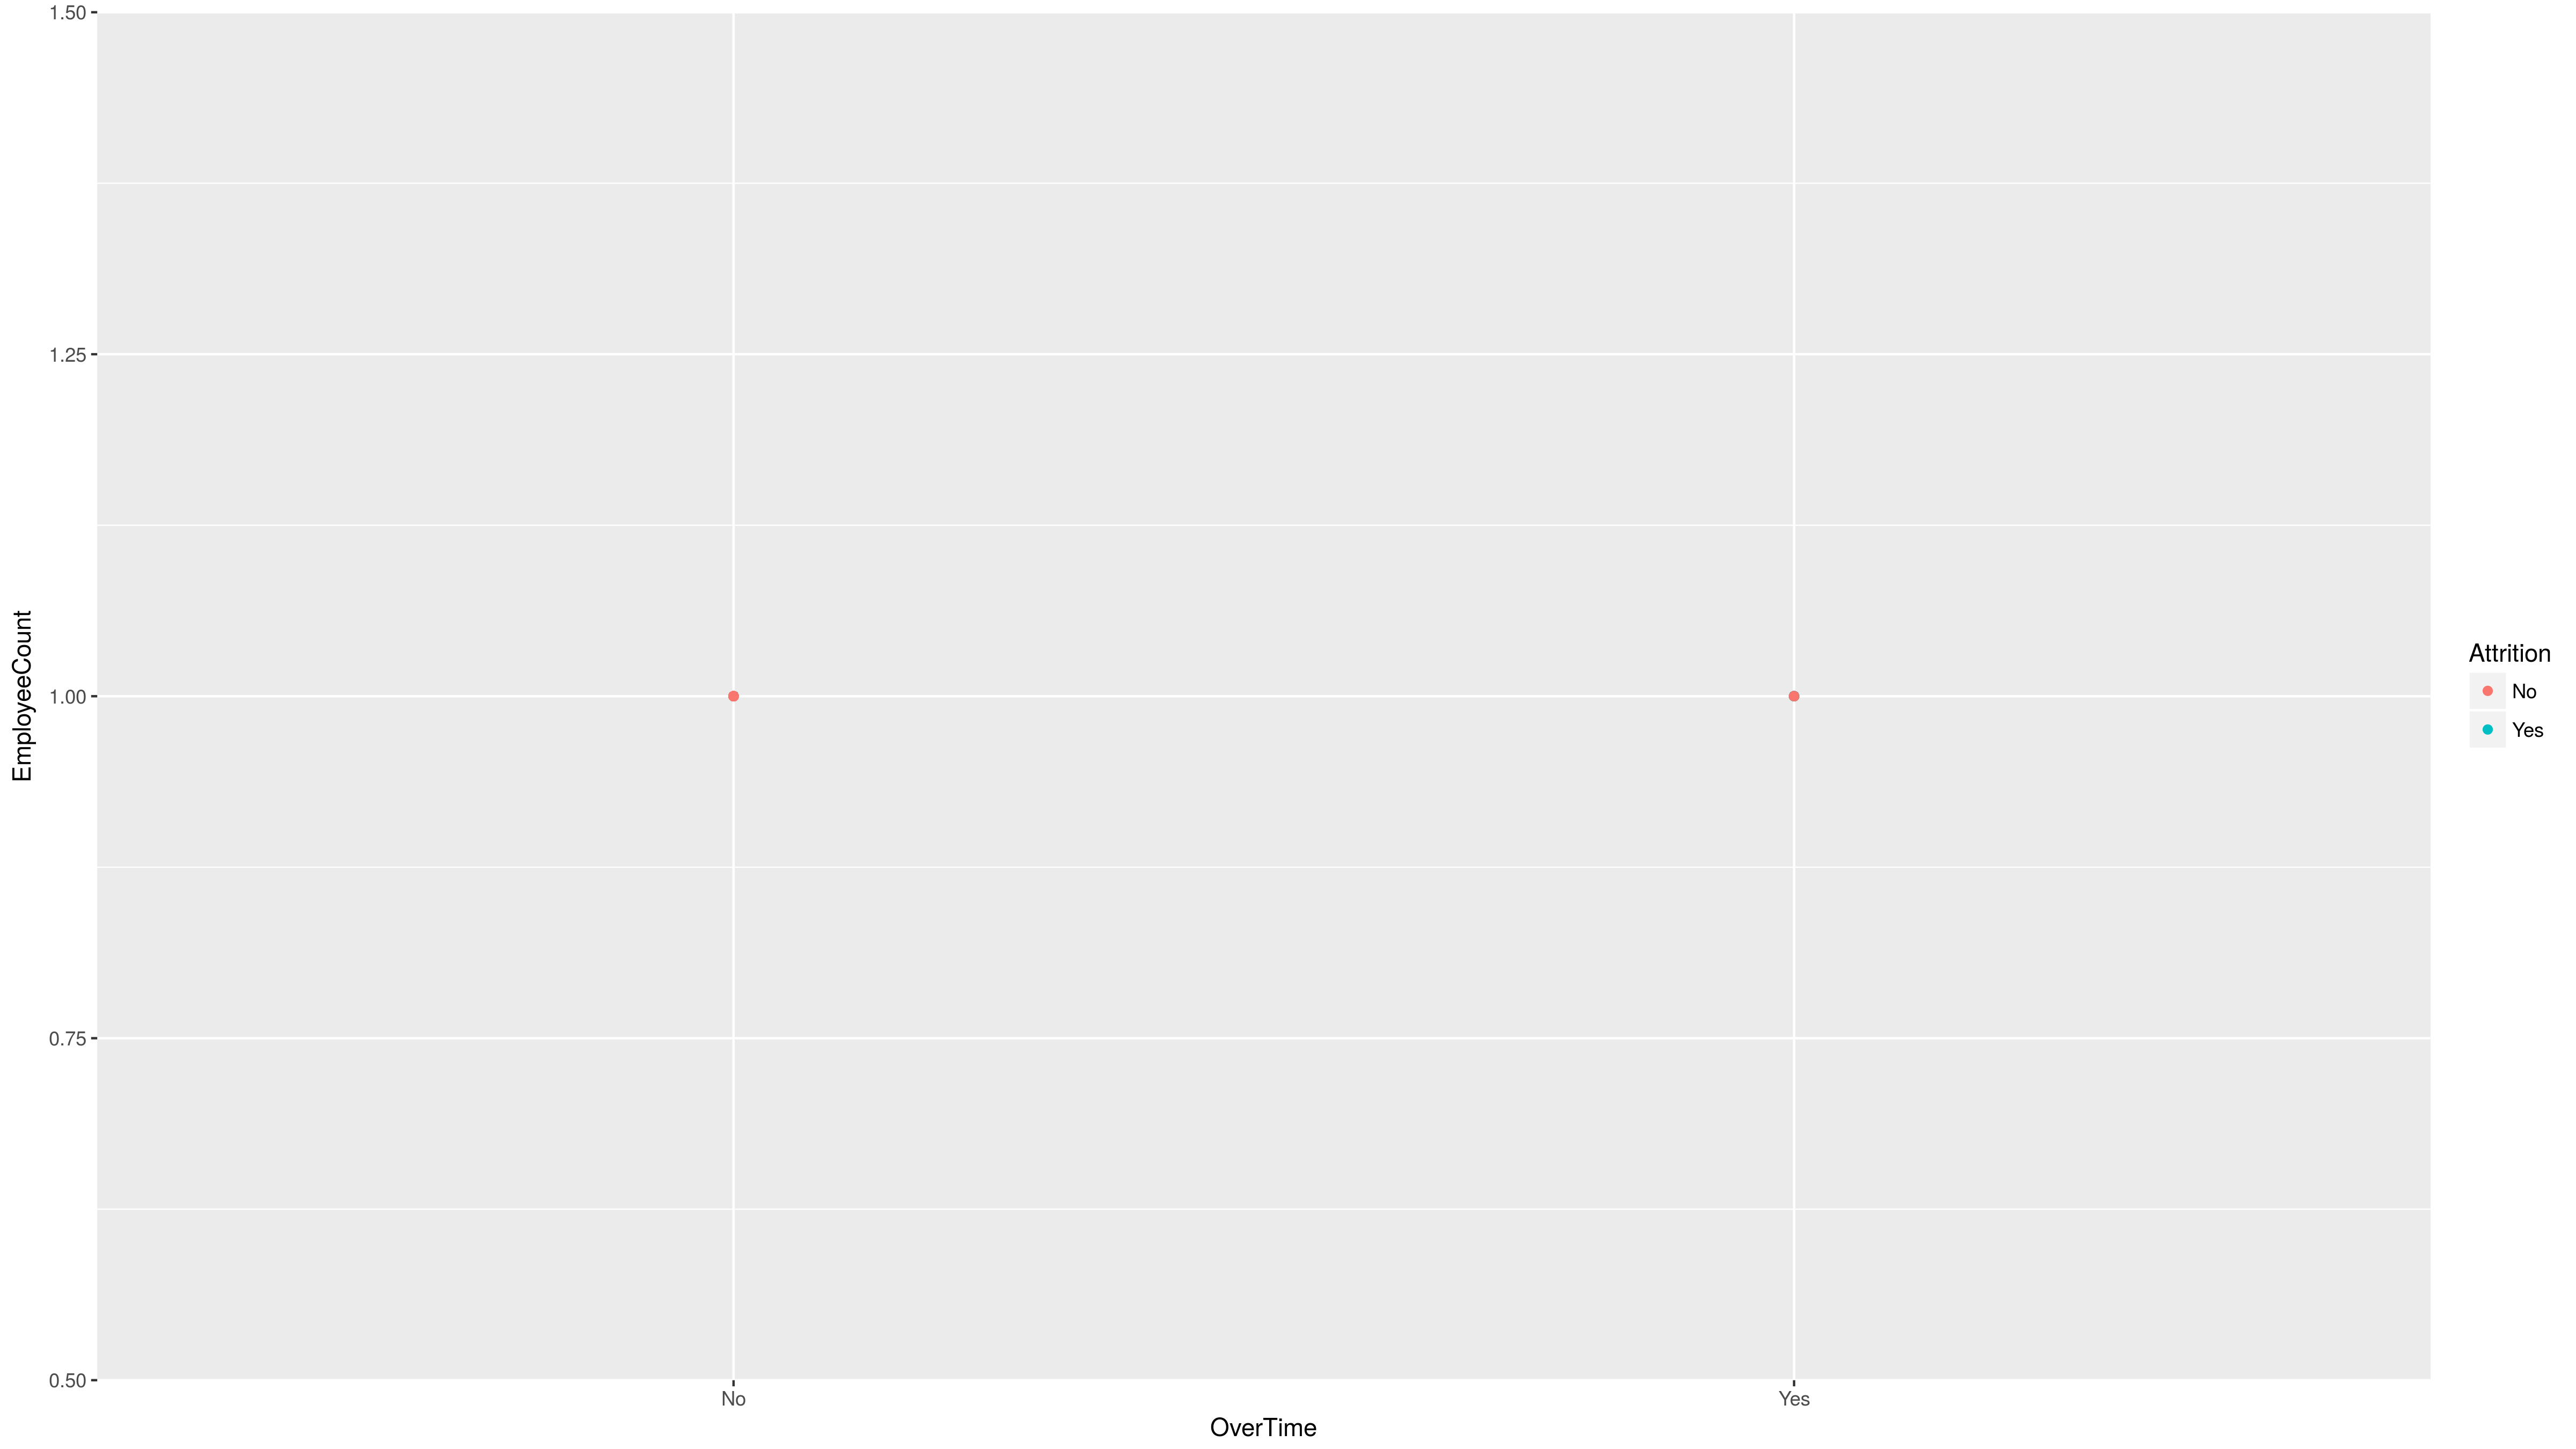 1.50
1.25
1.00
0.75
0.50
EmployeeCount
No
Yes
OverTime
Attrition
No
Yes